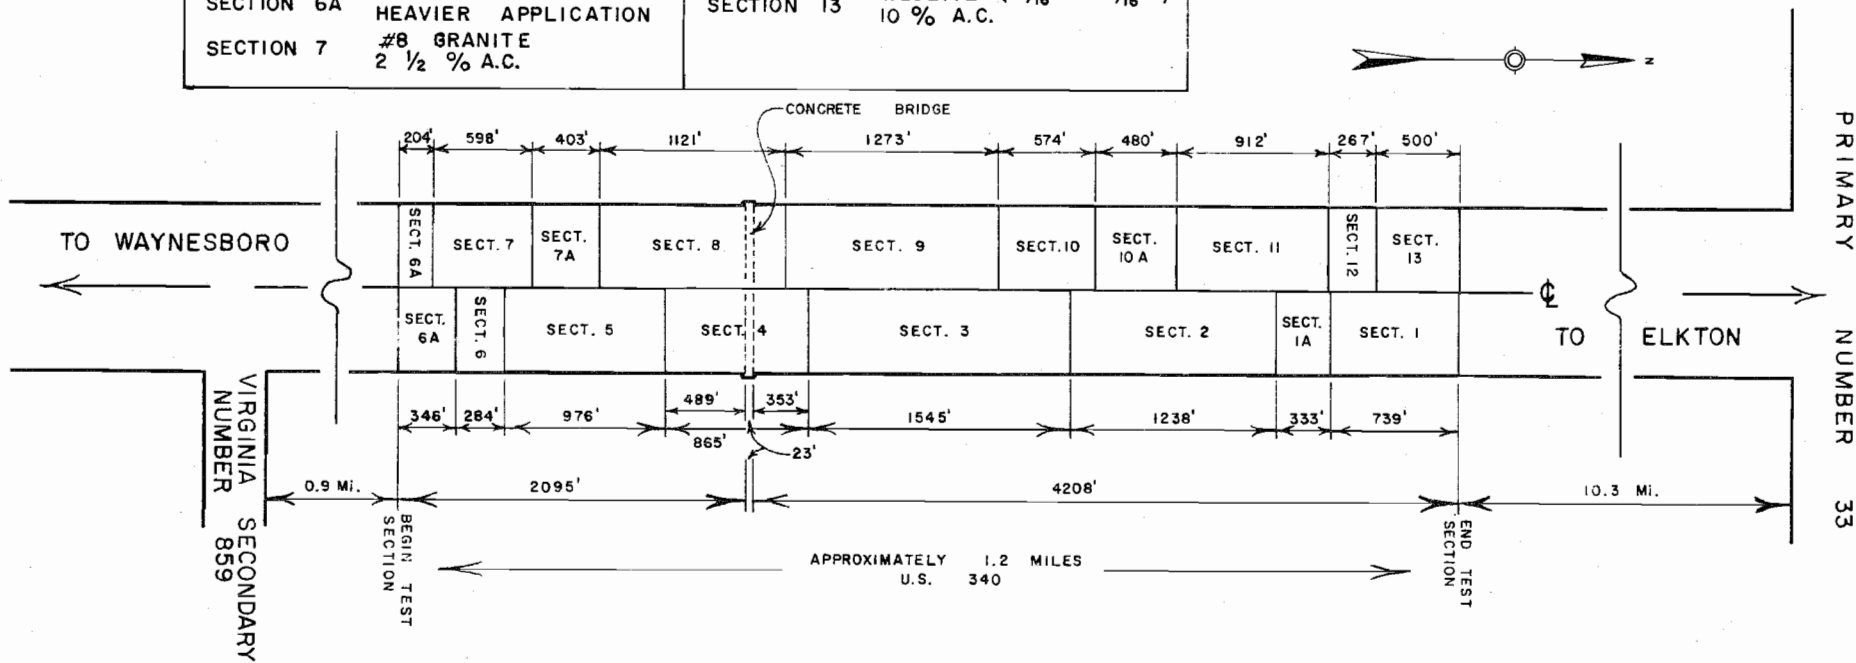 SECTION 6A
HEAVIER APPLICATION
SECTION 7
#8 GRANITE
2 ½ % A.C.
SECTION 13
10 % A.C.
N
CONCRETE BRIDGE
204' 598' 403' 1121' 1273' 574' 480' 912' 267' 500'
TO WAYNESBORO
SECT. 6A
SECT. 7
SECT.
7A
SECT. 8
SECT. 9
SECT. 10
SECT.
10 A
SECT. 11
SECT. 12
SECT.
13
SECT.
6A
SECT. 6
SECT. 5
SECT. 4
SECT. 3
SECT. 2
SECT.
1A
SECT. 1
℄
TO ELKTON
346' 284' 976' 489' 353' 1545' 1238' 333' 739'
865'
23'
0.9 Mi. 2095' 4208' 10.3 Mi.
BEGIN TEST
SECTION
END TEST
SECTION
APPROXIMATELY 1.2 MILES
U.S. 340
VIRGINIA SECONDARY
NUMBER 859
PRIMARY NUMBER 33